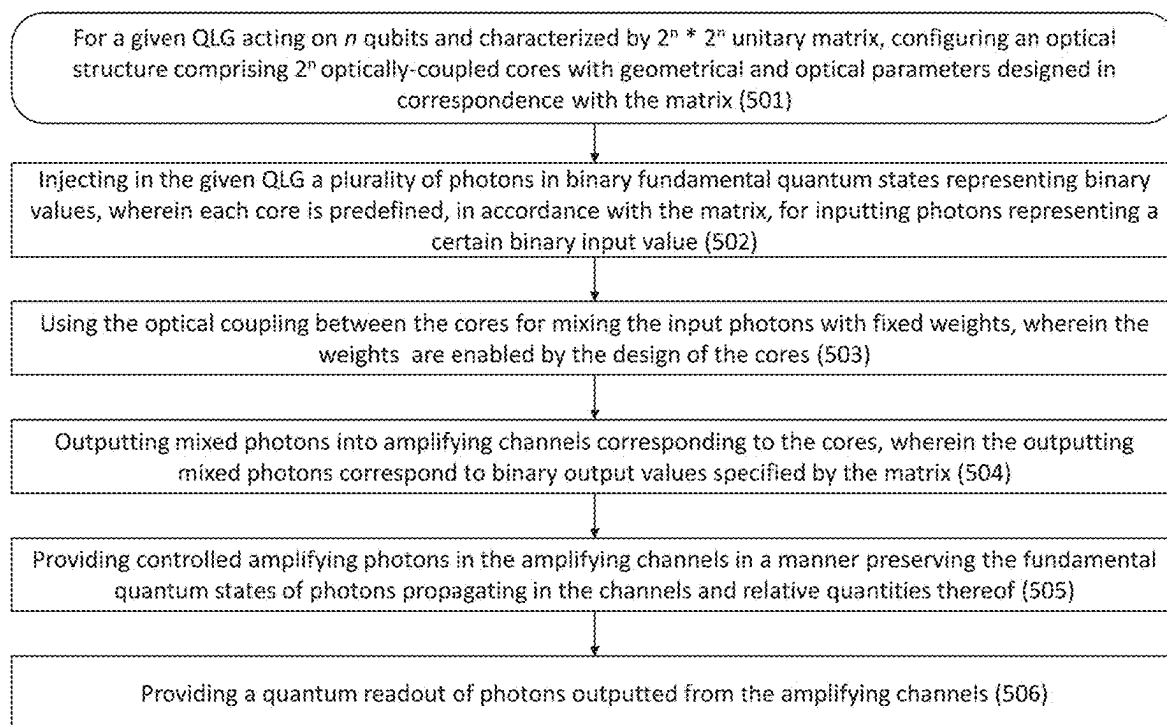 For a given QLG acting on n qubits and characterized by 2ⁿ * 2ⁿ unitary matrix, configuring an optical
structure comprising 2ⁿ optically-coupled cores with geometrical and optical parameters designed in
correspondence with the matrix (501)
Injecting in the given QLG a plurality of photons in binary fundamental quantum states representing binary
values, wherein each core is predefined, in accordance with the matrix, for inputting photons representing a
certain binary input value (502)
Using the optical coupling between the cores for mixing the input photons with fixed weights, wherein the
weights are enabled by the design of the cores (503)
Outputting mixed photons into amplifying channels corresponding to the cores, wherein the outputting
mixed photons correspond to binary output values specified by the matrix (504)
Providing controlled amplifying photons in the amplifying channels in a manner preserving the fundamental
quantum states of photons propagating in the channels and relative quantities thereof (505)
Providing a quantum readout of photons outputted from the amplifying channels (506)